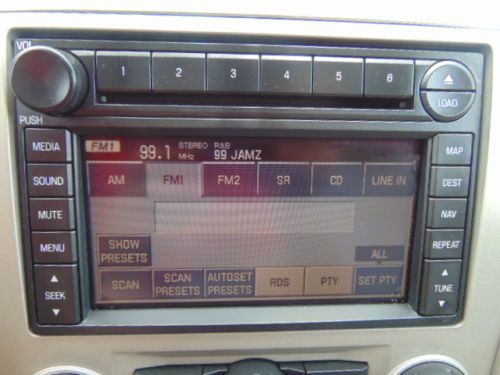 VOL
1 2 3 4 5 6
LOAD
PUSH
MEDIA
SOUND
MUTE
MENU
SEEK
FM1 99.1 MHz STEREO R&B 99 JAMZ
AM FM1 FM2 SR CD LINE IN
SHOW PRESETS
ALL
SCAN SCAN PRESETS AUTOSET PRESETS RDS PTY SET PTY
MAP
DEST
NAV
REPEAT
TUNE